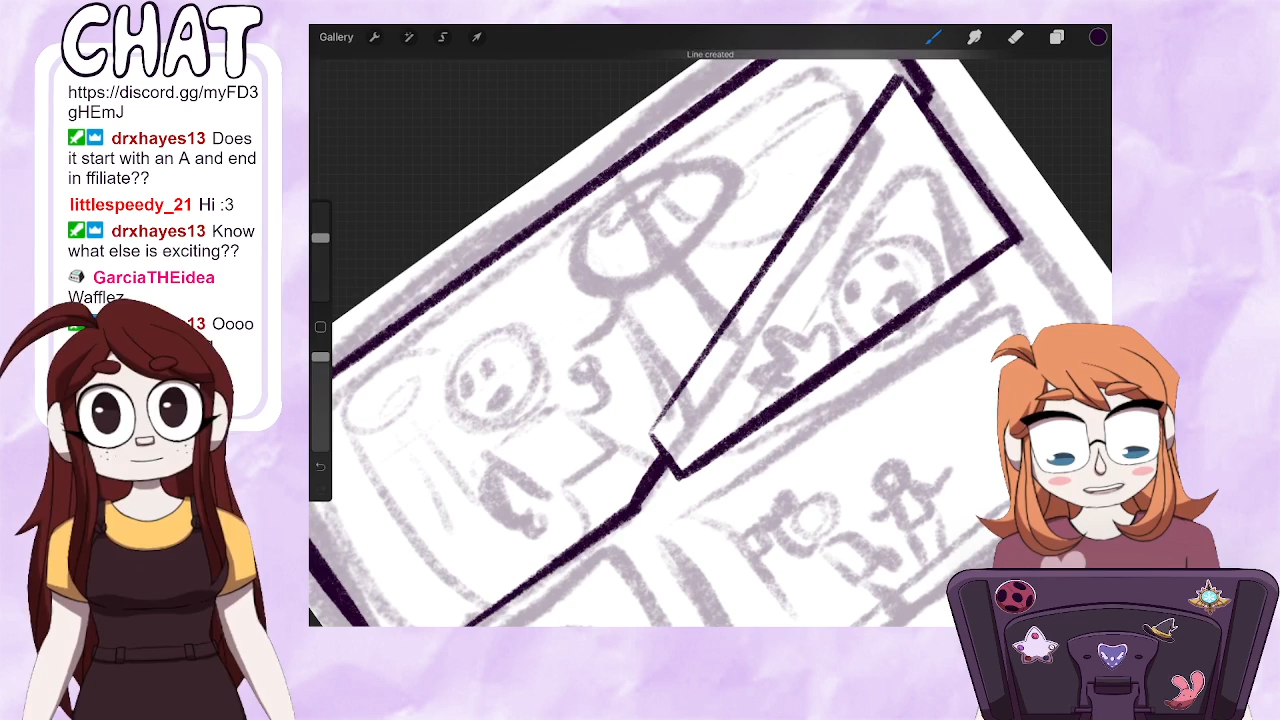 CHAT
https://discord.gg/myFD3
gHEmJ
drxhayes13 Does
it start with an A and end
in ffiliate??
littlespeedy_21 Hi :3
drxhayes13 Know
what else is exciting??
GarciaTHEidea
Wafflez
13 Oooo
Gallery
Line created